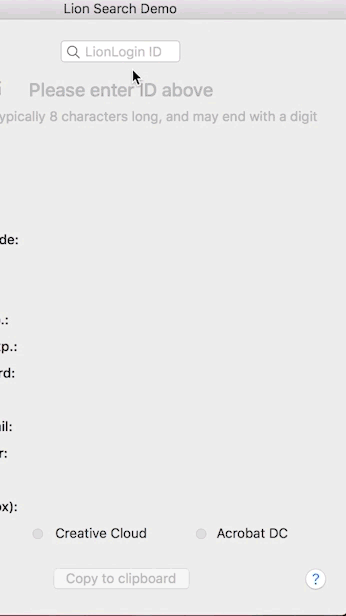 Lion Search Demo
LionLogin ID
Please enter ID above
ypically 8 characters long, and may end with a digit
de:
.:
p.:
rd:
il:
r:
ox):
Creative Cloud
Acrobat DC
Copy to clipboard
?